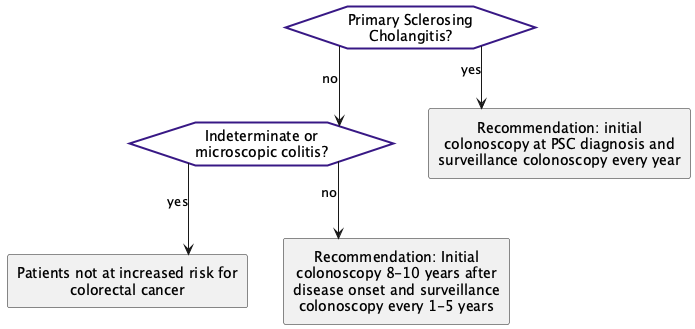 Primary Sclerosing
Cholangitis?
no
yes
Recommendation: initial
colonoscopy at PSC diagnosis and
surveillance colonoscopy every year
Indeterminate or
microscopic colitis?
yes
no
Patients not at increased risk for
colorectal cancer
Recommendation: Initial
colonoscopy 8-10 years after
disease onset and surveillance
colonoscopy every 1-5 years